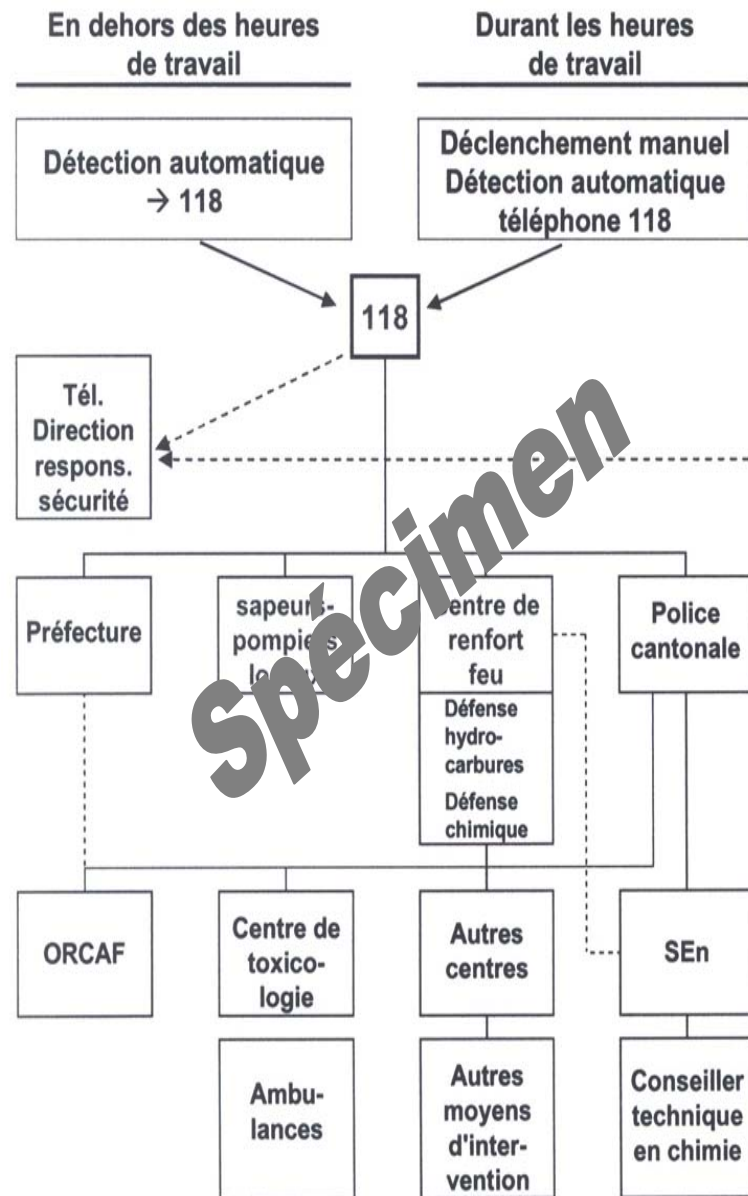 En dehors des heures
de travail
Durant les heures
de travail
Détection automatique
→ 118
Déclenchement manuel
Détection automatique
téléphone 118
118
Tél.
Direction
respons.
sécurité
Spécimen
Préfecture
sapeurs-
pompiers
Centre de
renfort
feu
Police
cantonale
Défense
hydro-
carbures
Défense
chimique
ORCAF
Centre de
toxico-
logie
Autres
centres
SEn
Ambu-
lances
Autres
moyens
d'inter-
vention
Conseiller
technique
en chimie